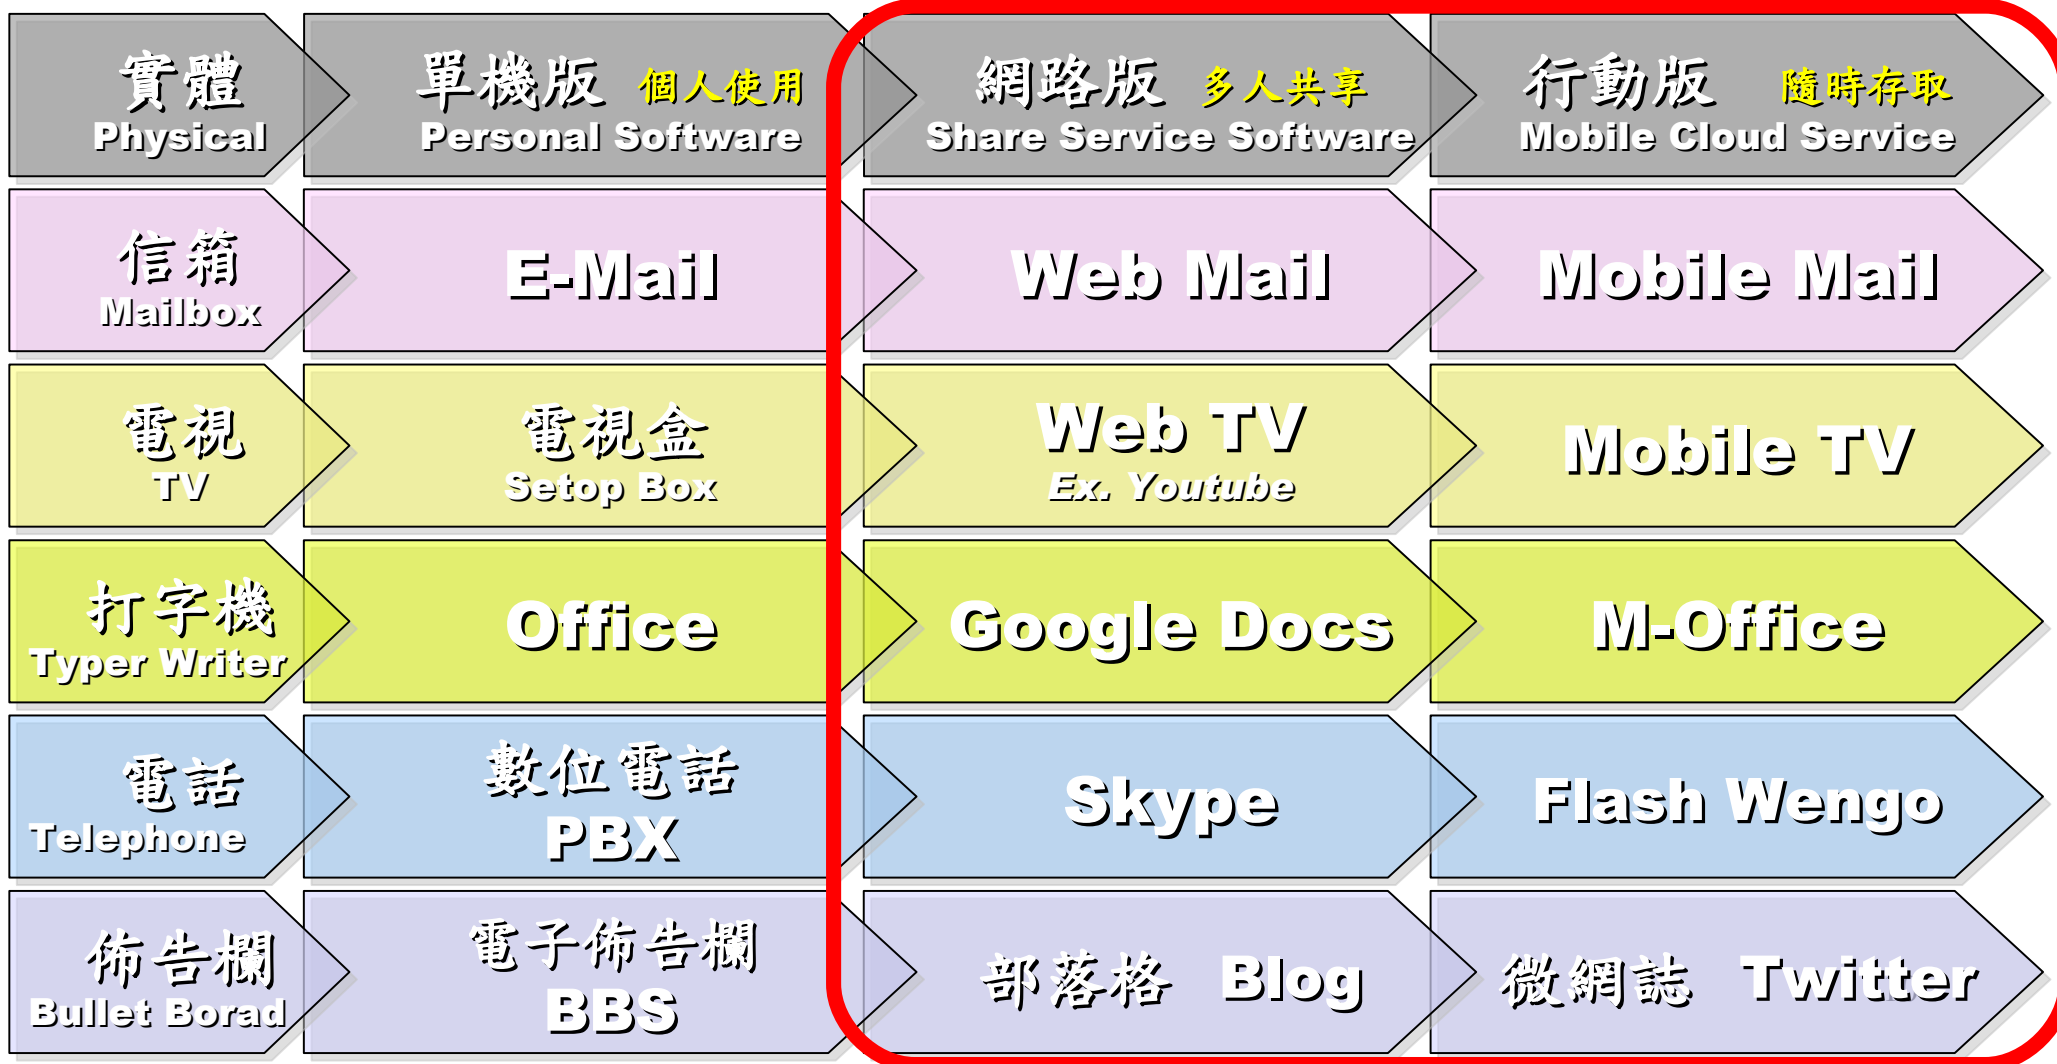 實體
Physical
單機版 個人使用
Personal Software
網路版 多人共享
Share Service Software
行動版 隨時存取
Mobile Cloud Service
信箱
Mailbox
E-Mail
Web Mail
Mobile Mail
電視
TV
電視盒
Setop Box
Web TV
Ex. Youtube
Mobile TV
打字機
Typer Writer
Office
Google Docs
M-Office
電話
Telephone
數位電話
PBX
Skype
Flash Wengo
佈告欄
Bullet Borad
電子佈告欄
BBS
部落格 Blog
微網誌 Twitter